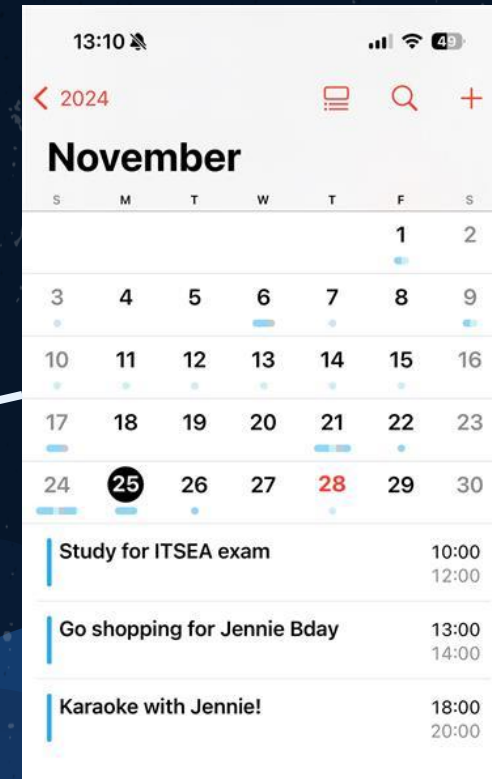 13:10 49
2024
November
S M T W T F S
1 2
3 4 5 6 7 8 9
10 11 12 13 14 15 16
17 18 19 20 21 22 23
24 25 26 27 28 29 30
Study for ITSEA exam 10:00
12:00
Go shopping for Jennie Bday 13:00
14:00
Karaoke with Jennie! 18:00
20:00